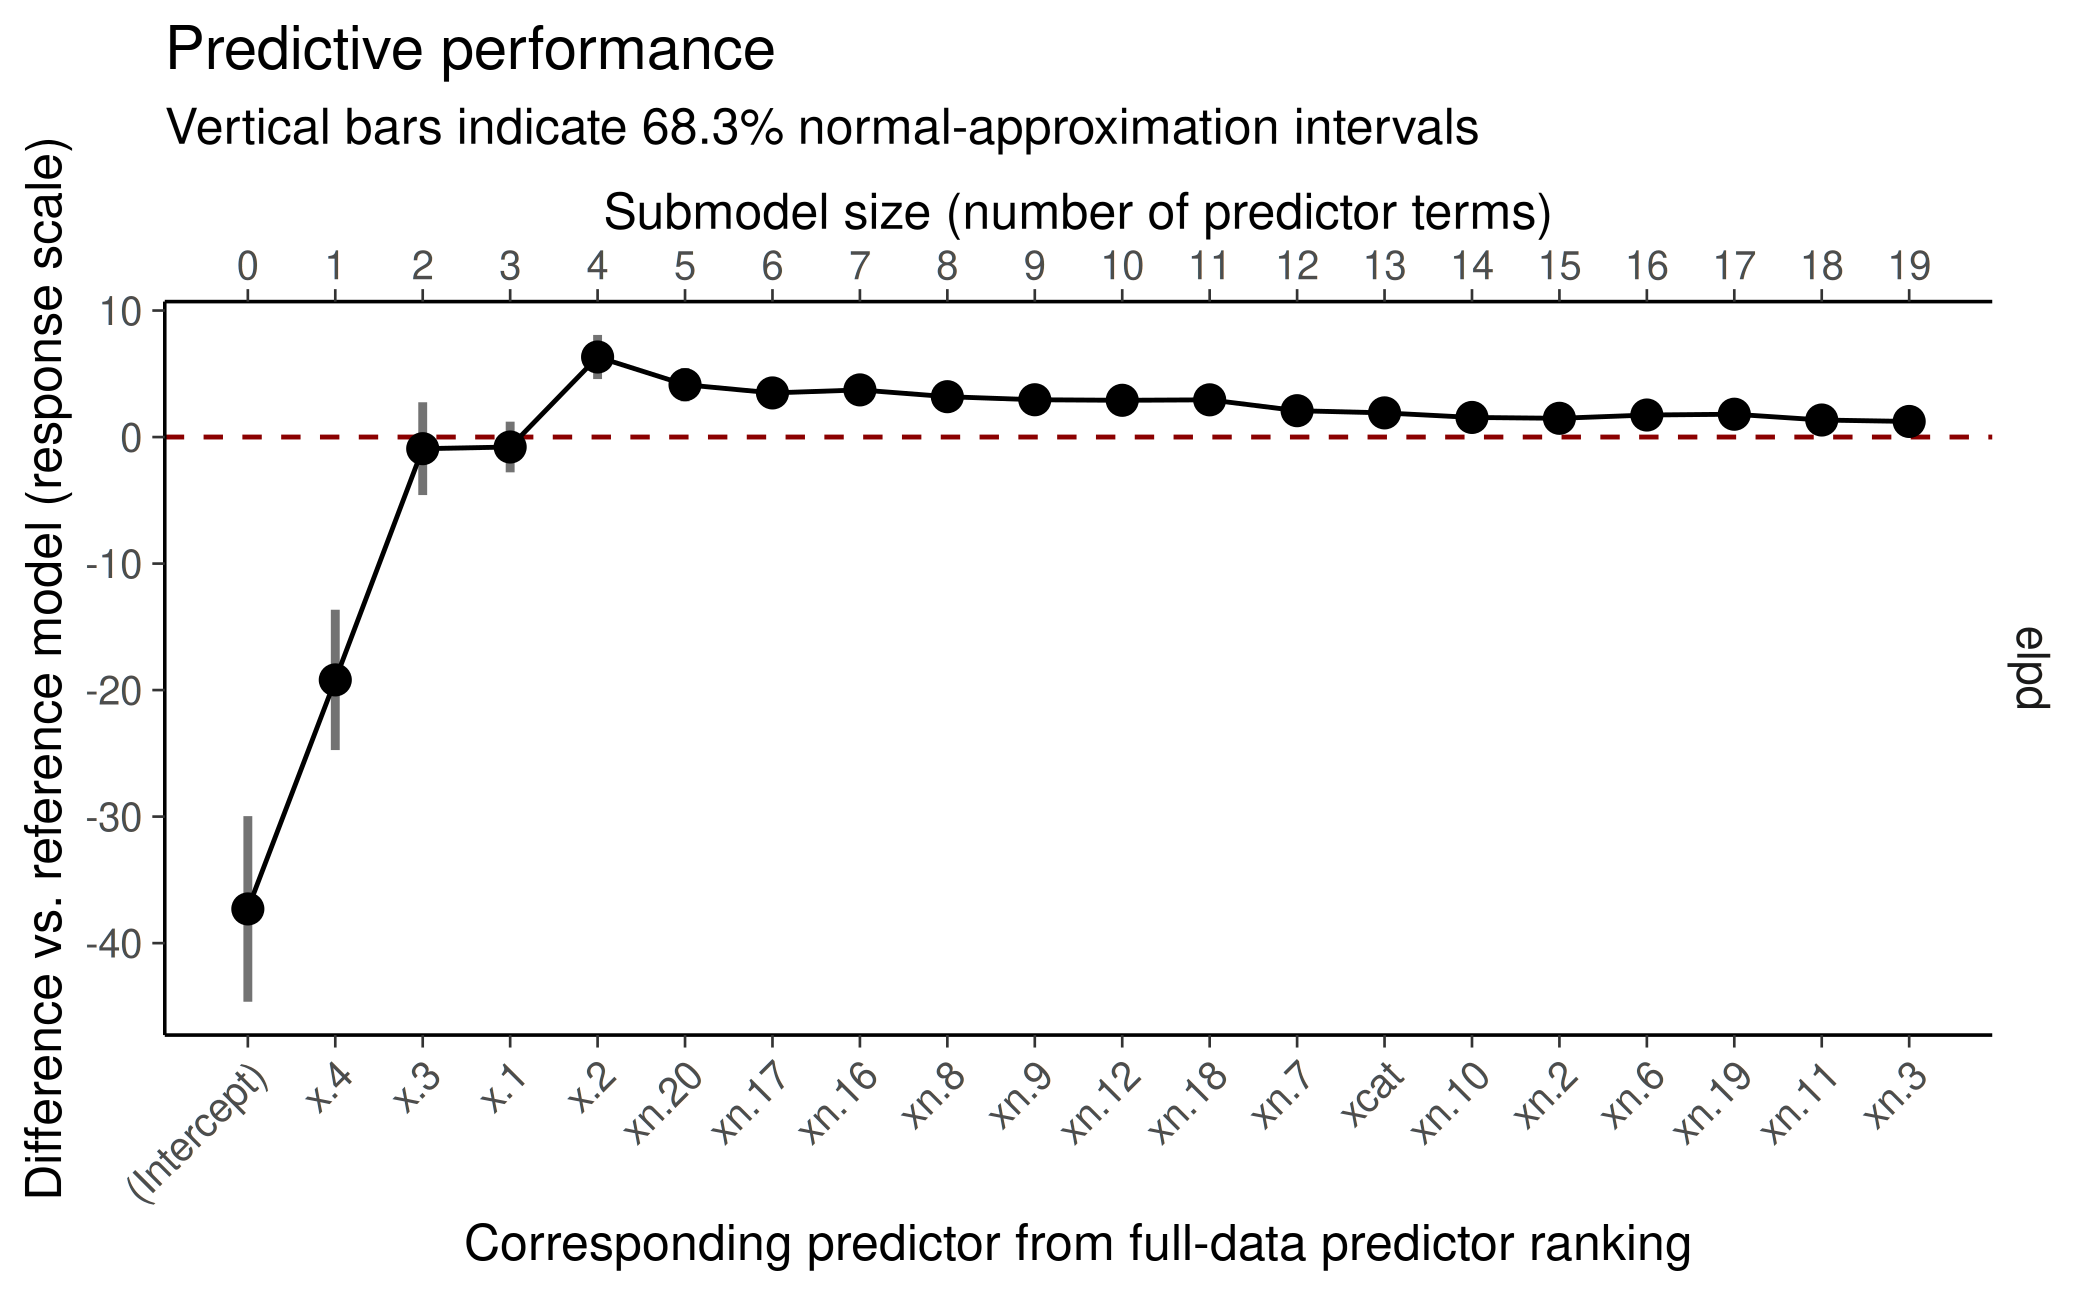 Predictive performance
Vertical bars indicate 68.3% normal-approximation intervals
Submodel size (number of predictor terms)
0 1 2 3 4 5 6 7 8 9 10 11 12 13 14 15 16 17 18 19
Difference vs. reference model (response scale)
10
0
-10
-20
-30
-40
elpd
(Intercept) x.4 x.3 x.1 x.2 xn.20 xn.17 xn.16 xn.8 xn.9 xn.12 xn.18 xn.7 xcat xn.10 xn.2 xn.6 xn.19 xn.11 xn.3
Corresponding predictor from full-data predictor ranking